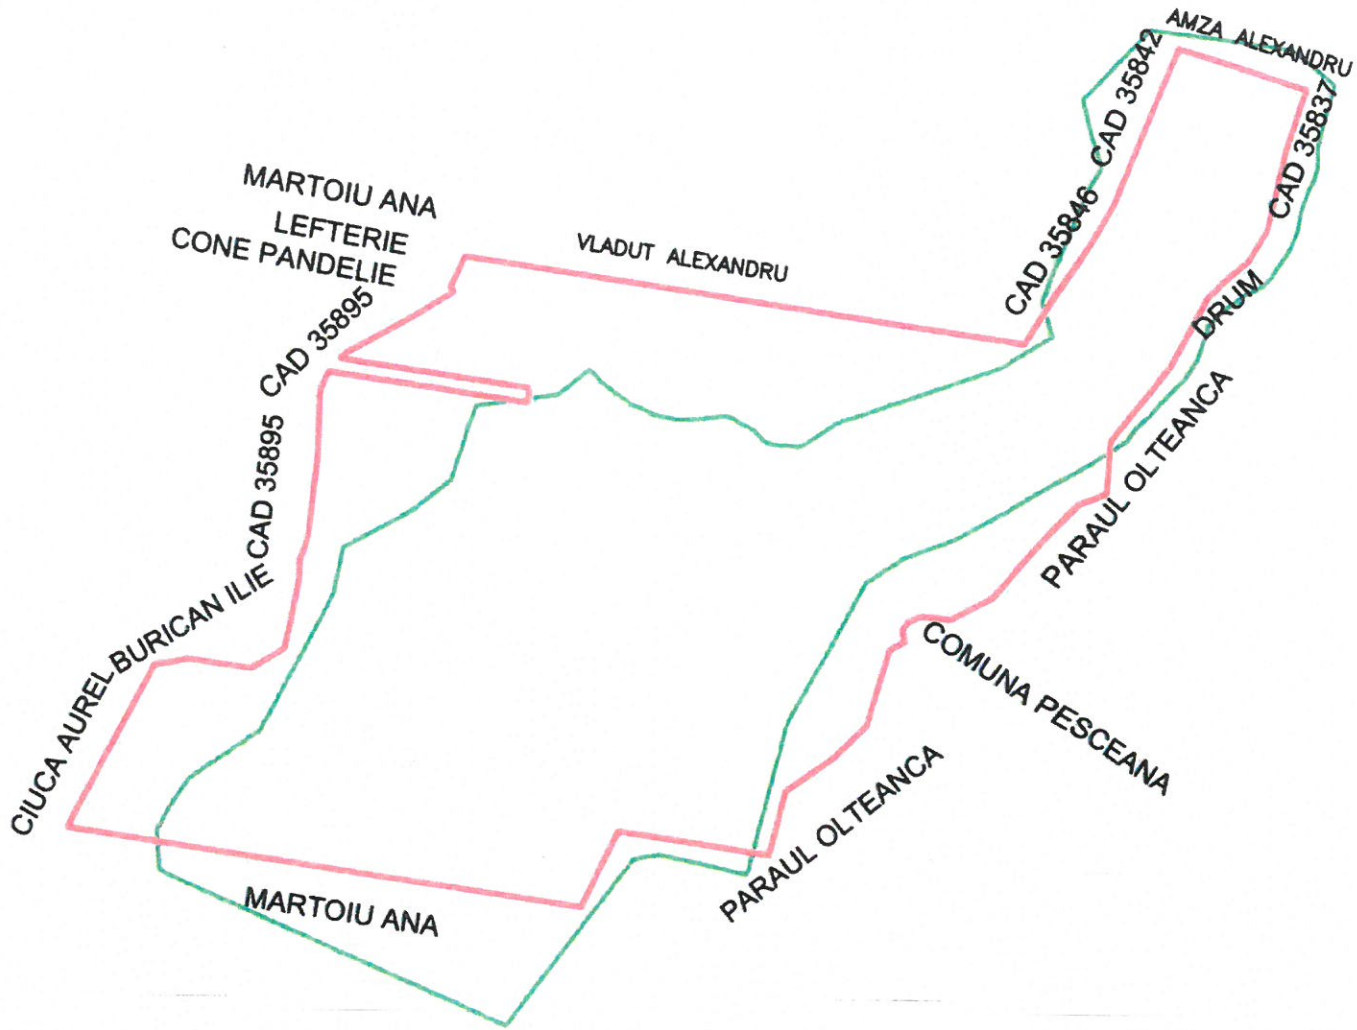 AMZA ALEXANDRU
CAD 35842
CAD 35837
MARTOIU ANA
LEFTERIE
CONE PANDELIE
VLADUT ALEXANDRU
CAD 35846
CAD 35895
DRUM
CAD 35895
PARAUL OLTEANCA
CIUCA AUREL-BURICAN ILIE
COMUNA PESCEANA
PARAUL OLTEANCA
MARTOIU ANA